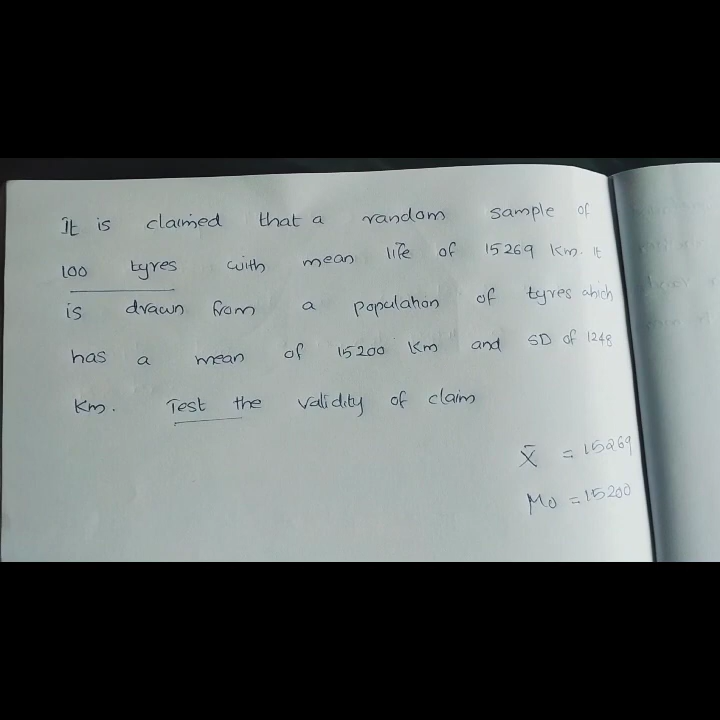 It is claimed that a random sample of
100 tyres with mean life of 15269 Km. It
is drawn from a population of tyres which
has a mean of 15200 Km and SD of 1248
Km. Test the validity of claim
X̄ = 15269
μ0 = 15200